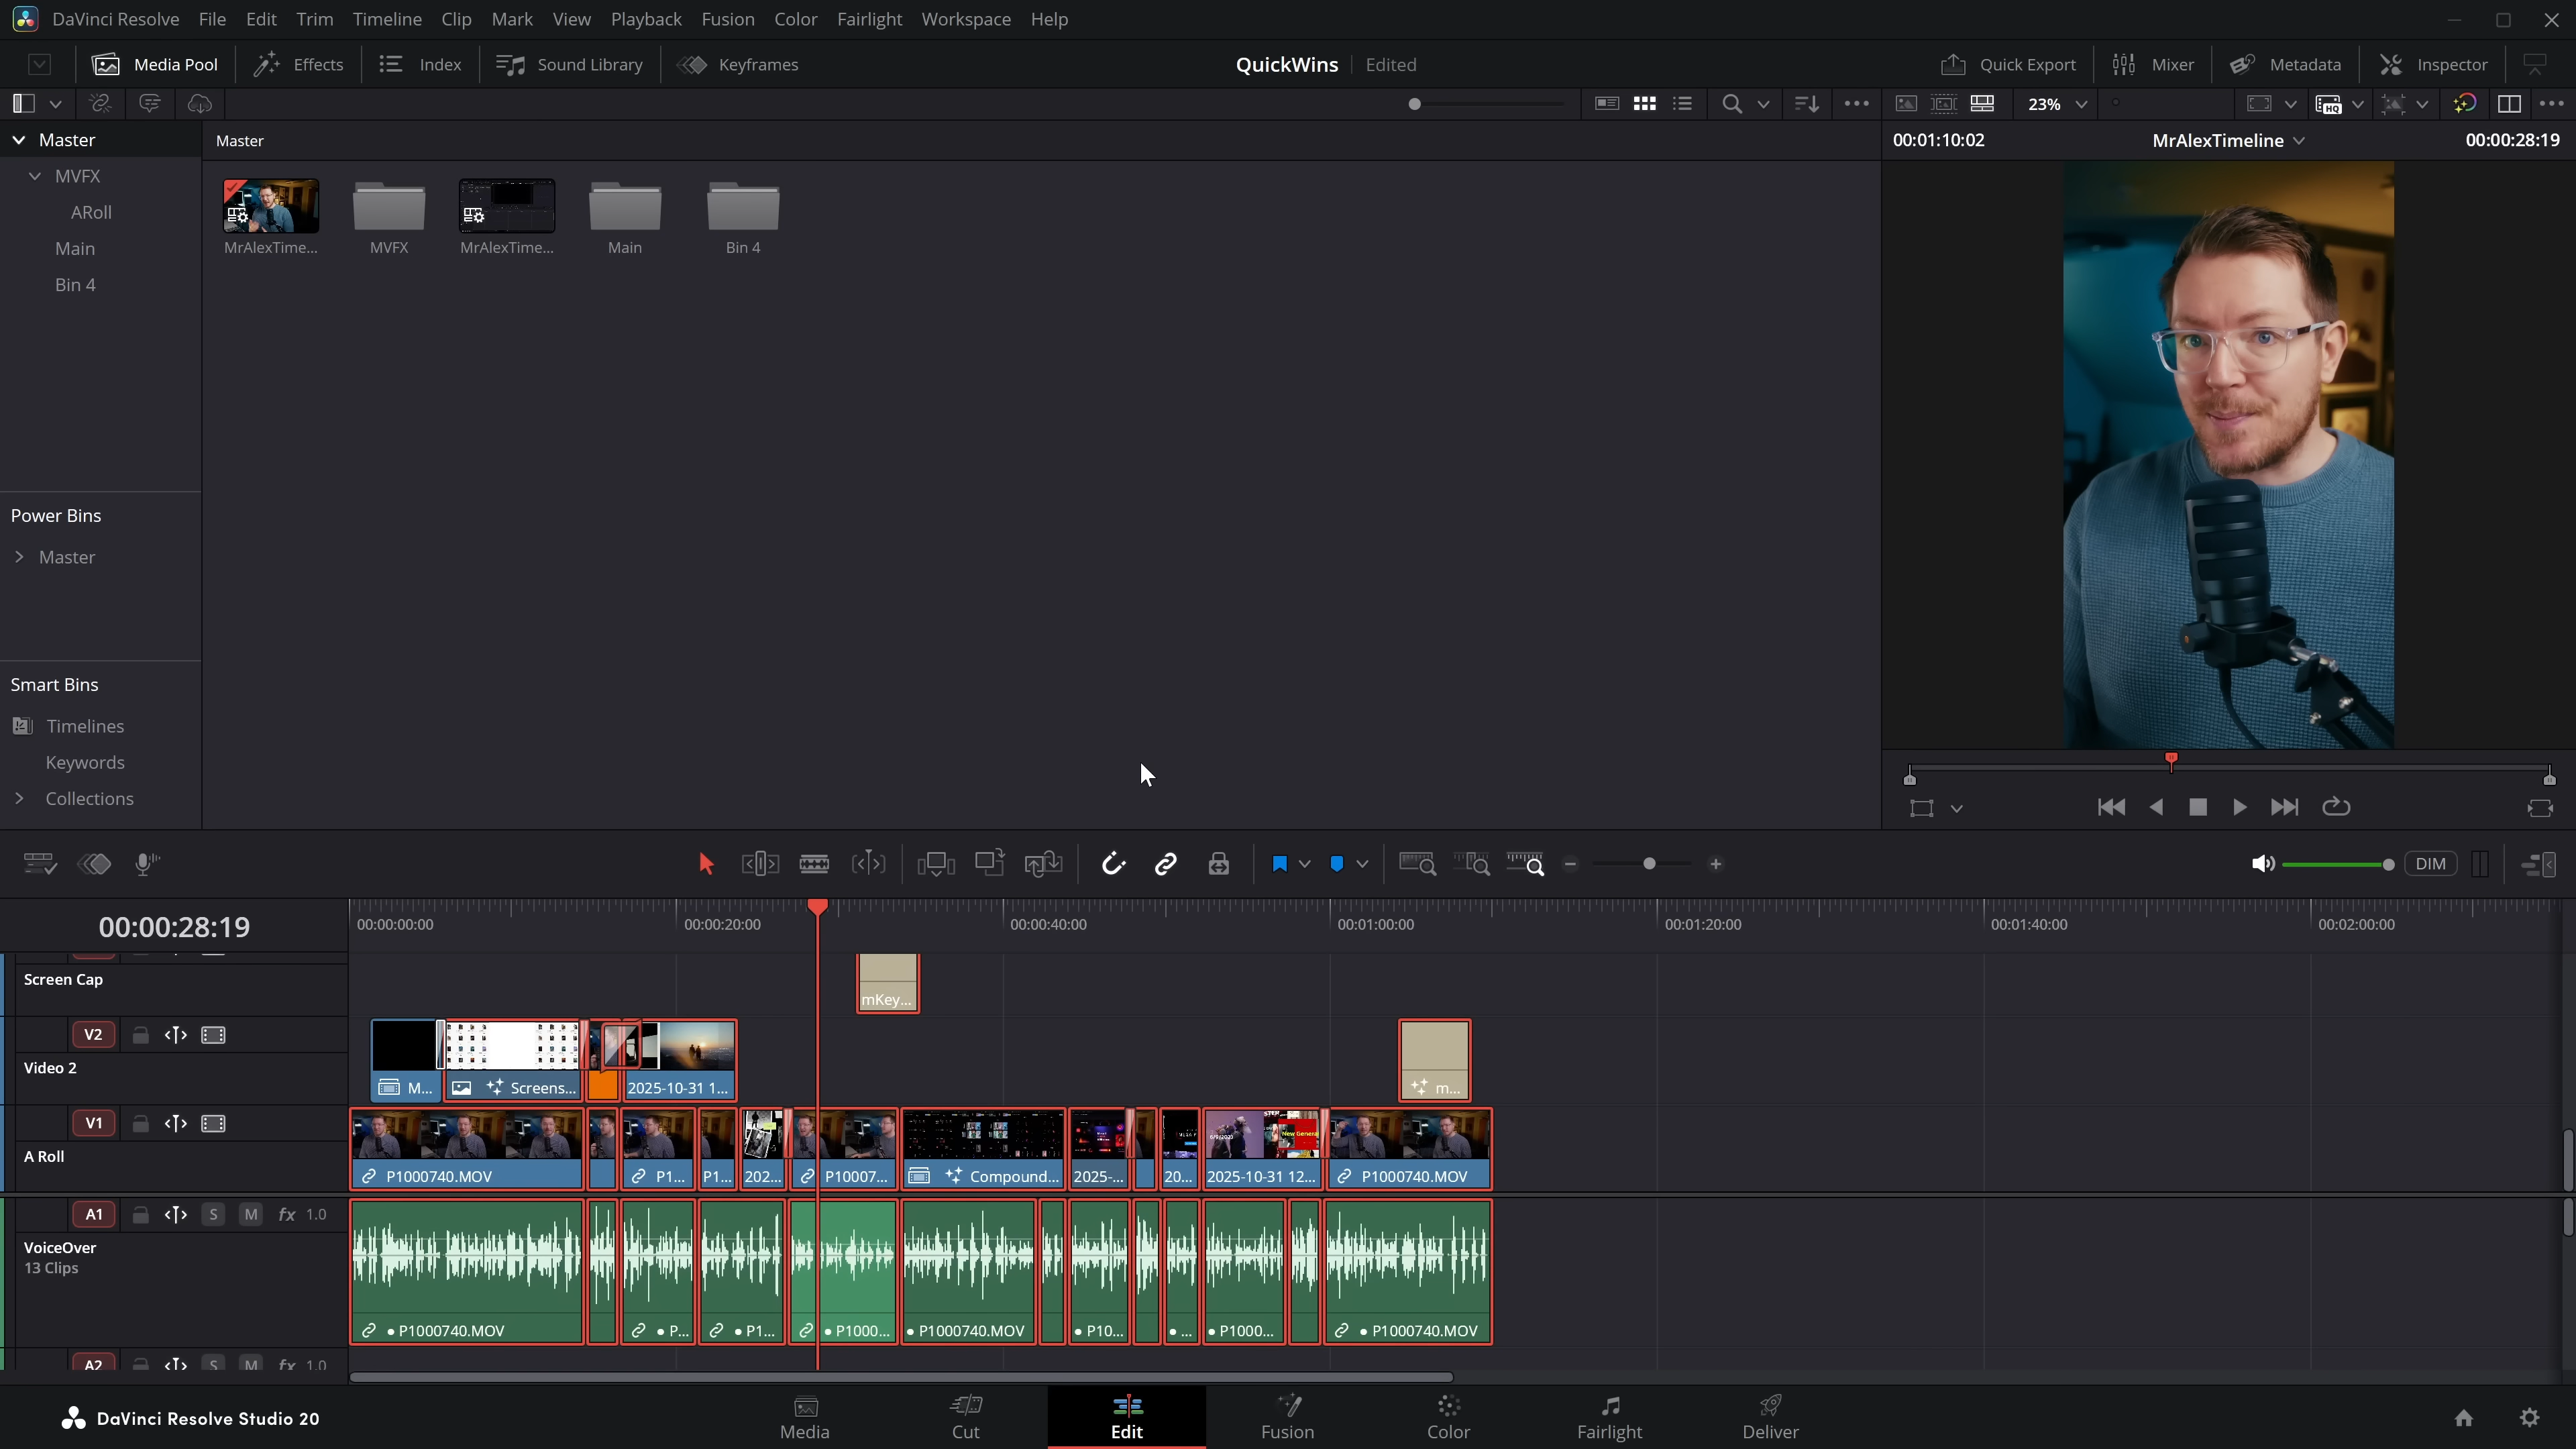 DaVinci Resolve File Edit Trim Timeline Clip Mark View Playback Fusion Color Fairlight Workspace Help
Media Pool Effects Index Sound Library Keyframes QuickWins Edited Quick Export Mixer Metadata Inspector
23% HQ
Master Master 00:01:10:02 MrAlexTimeline 00:00:28:19
MVFX
ARoll
Main
Bin 4
MrAlexTime... MVFX MrAlexTime... Main Bin 4
Power Bins
Master
Smart Bins
Timelines
Keywords
Collections
DIM
00:00:28:19 00:00:00:00 00:00:20:00 00:00:40:00 00:01:00:00 00:01:20:00 00:01:40:00 00:02:00:00
Screen Cap mKey...
V2
Video 2 M... Screens... 2025-10-31 1... m...
V1
A Roll P1000740.MOV P1... P1... 202... P10007... Compound... 2025-... 20... 2025-10-31 12... P1000740.MOV
A1 S M fx 1.0
VoiceOver
13 Clips
P1000740.MOV P... P1... P1000... P1000740.MOV P10... ... P1000... P1000740.MOV
A2 S M fx 1.0
DaVinci Resolve Studio 20 Media Cut Edit Fusion Color Fairlight Deliver